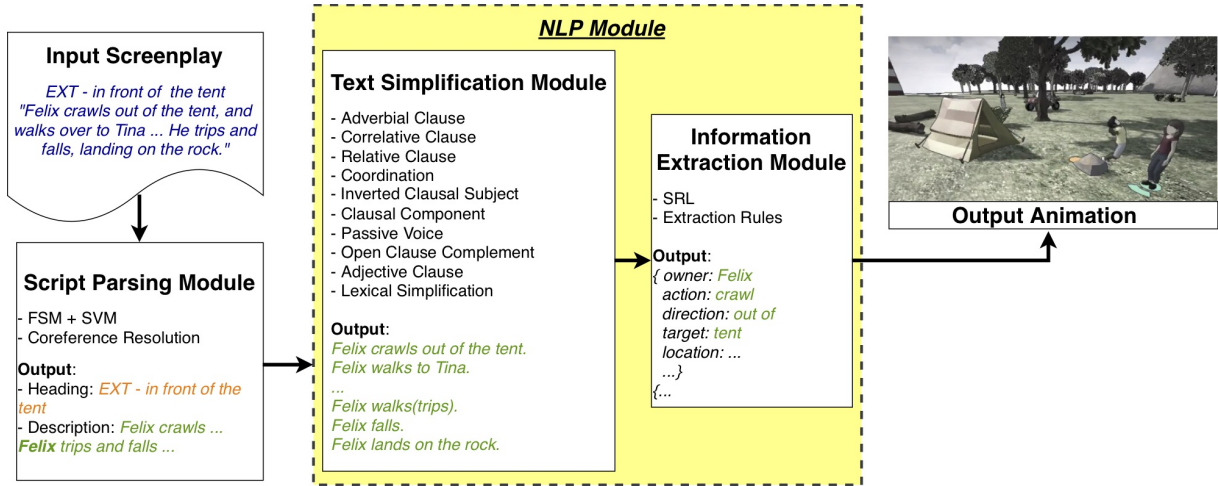 Input Screenplay
EXT - in front of the tent
"Felix crawls out of the tent, and
walks over to Tina ... He trips and
falls, landing on the rock."
Script Parsing Module
- FSM + SVM
- Coreference Resolution
Output:
- Heading: EXT - in front of the
tent
- Description: Felix crawls ...
Felix trips and falls ...
NLP Module
Text Simplification Module
- Adverbial Clause
- Correlative Clause
- Relative Clause
- Coordination
- Inverted Clausal Subject
- Clausal Component
- Passive Voice
- Open Clause Complement
- Adjective Clause
- Lexical Simplification
Output:
Felix crawls out of the tent.
Felix walks to Tina.
...
Felix walks(trips).
Felix falls.
Felix lands on the rock.
Information
Extraction Module
- SRL
- Extraction Rules
Output:
{ owner: Felix
action: crawl
direction: out of
target: tent
location: ...
...}
{...
Output Animation